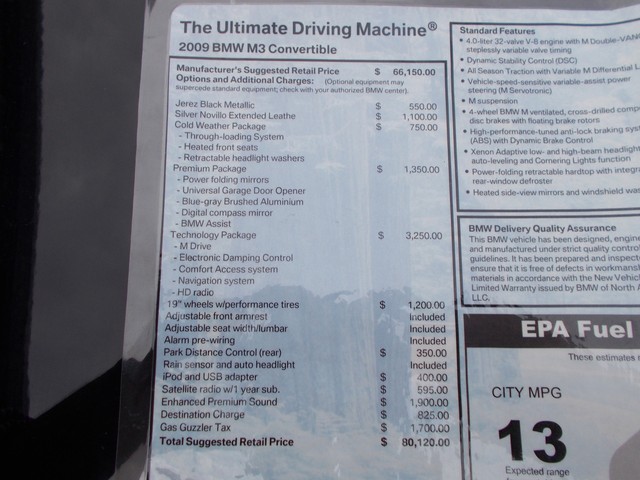 The Ultimate Driving Machine®
2009 BMW M3 Convertible
Manufacturer's Suggested Retail Price $ 66,150.00
Options and Additional Charges: (Optional equipment may
supercede standard equipment; check with your authorized BMW center).
Jerez Black Metallic $ 550.00
Silver Novillo Extended Leathe $ 1,100.00
Cold Weather Package $ 750.00
- Through-loading System
- Heated front seats
- Retractable headlight washers
Premium Package $ 1,350.00
- Power folding mirrors
- Universal Garage Door Opener
- Blue-gray Brushed Aluminium
- Digital compass mirror
- BMW Assist
Technology Package $ 3,250.00
- M Drive
- Electronic Damping Control
- Comfort Access system
- Navigation system
- HD radio
19" wheels w/performance tires $ 1,200.00
Adjustable front armrest Included
Adjustable seat width/lumbar Included
Alarm pre-wiring Included
Park Distance Control (rear) $ 350.00
Rain sensor and auto headlight Included
iPod and USB adapter $ 400.00
Satellite radio w/1 year sub. $ 595.00
Enhanced Premium Sound $ 1,900.00
Destination Charge $ 825.00
Gas Guzzler Tax $ 1,700.00
Total Suggested Retail Price $ 80,120.00
Standard Features
• 4.0-liter 32-valve V-8 engine with M Double-VAN
steplessly variable valve timing
• Dynamic Stability Control (DSC)
• All Season Traction with Variable M Differential L
• Vehicle-speed-sensitive variable-assist power
steering (M Servotronic)
• M suspension
• 4-wheel BMW M ventilated, cross-drilled comp
disc brakes with floating brake rotors
• High-performance-tuned anti-lock braking sys
(ABS) with Dynamic Brake Control
• Xenon Adaptive low- and high-beam headligh
auto-leveling and Cornering Lights function
• Power-folding retractable hardtop with integra
rear-window defroster
• Heated side-view mirrors and windshield was
BMW Delivery Quality Assurance
This BMW vehicle has been designed, engine
and manufactured under strict quality control
guidelines. It has been prepared and inspect
ensure that it is free of defects in workmans
materials in accordance with the New Vehicl
Limited Warranty issued by BMW of North A
LLC.
EPA Fuel
These estimates r
CITY MPG
13
Expected range